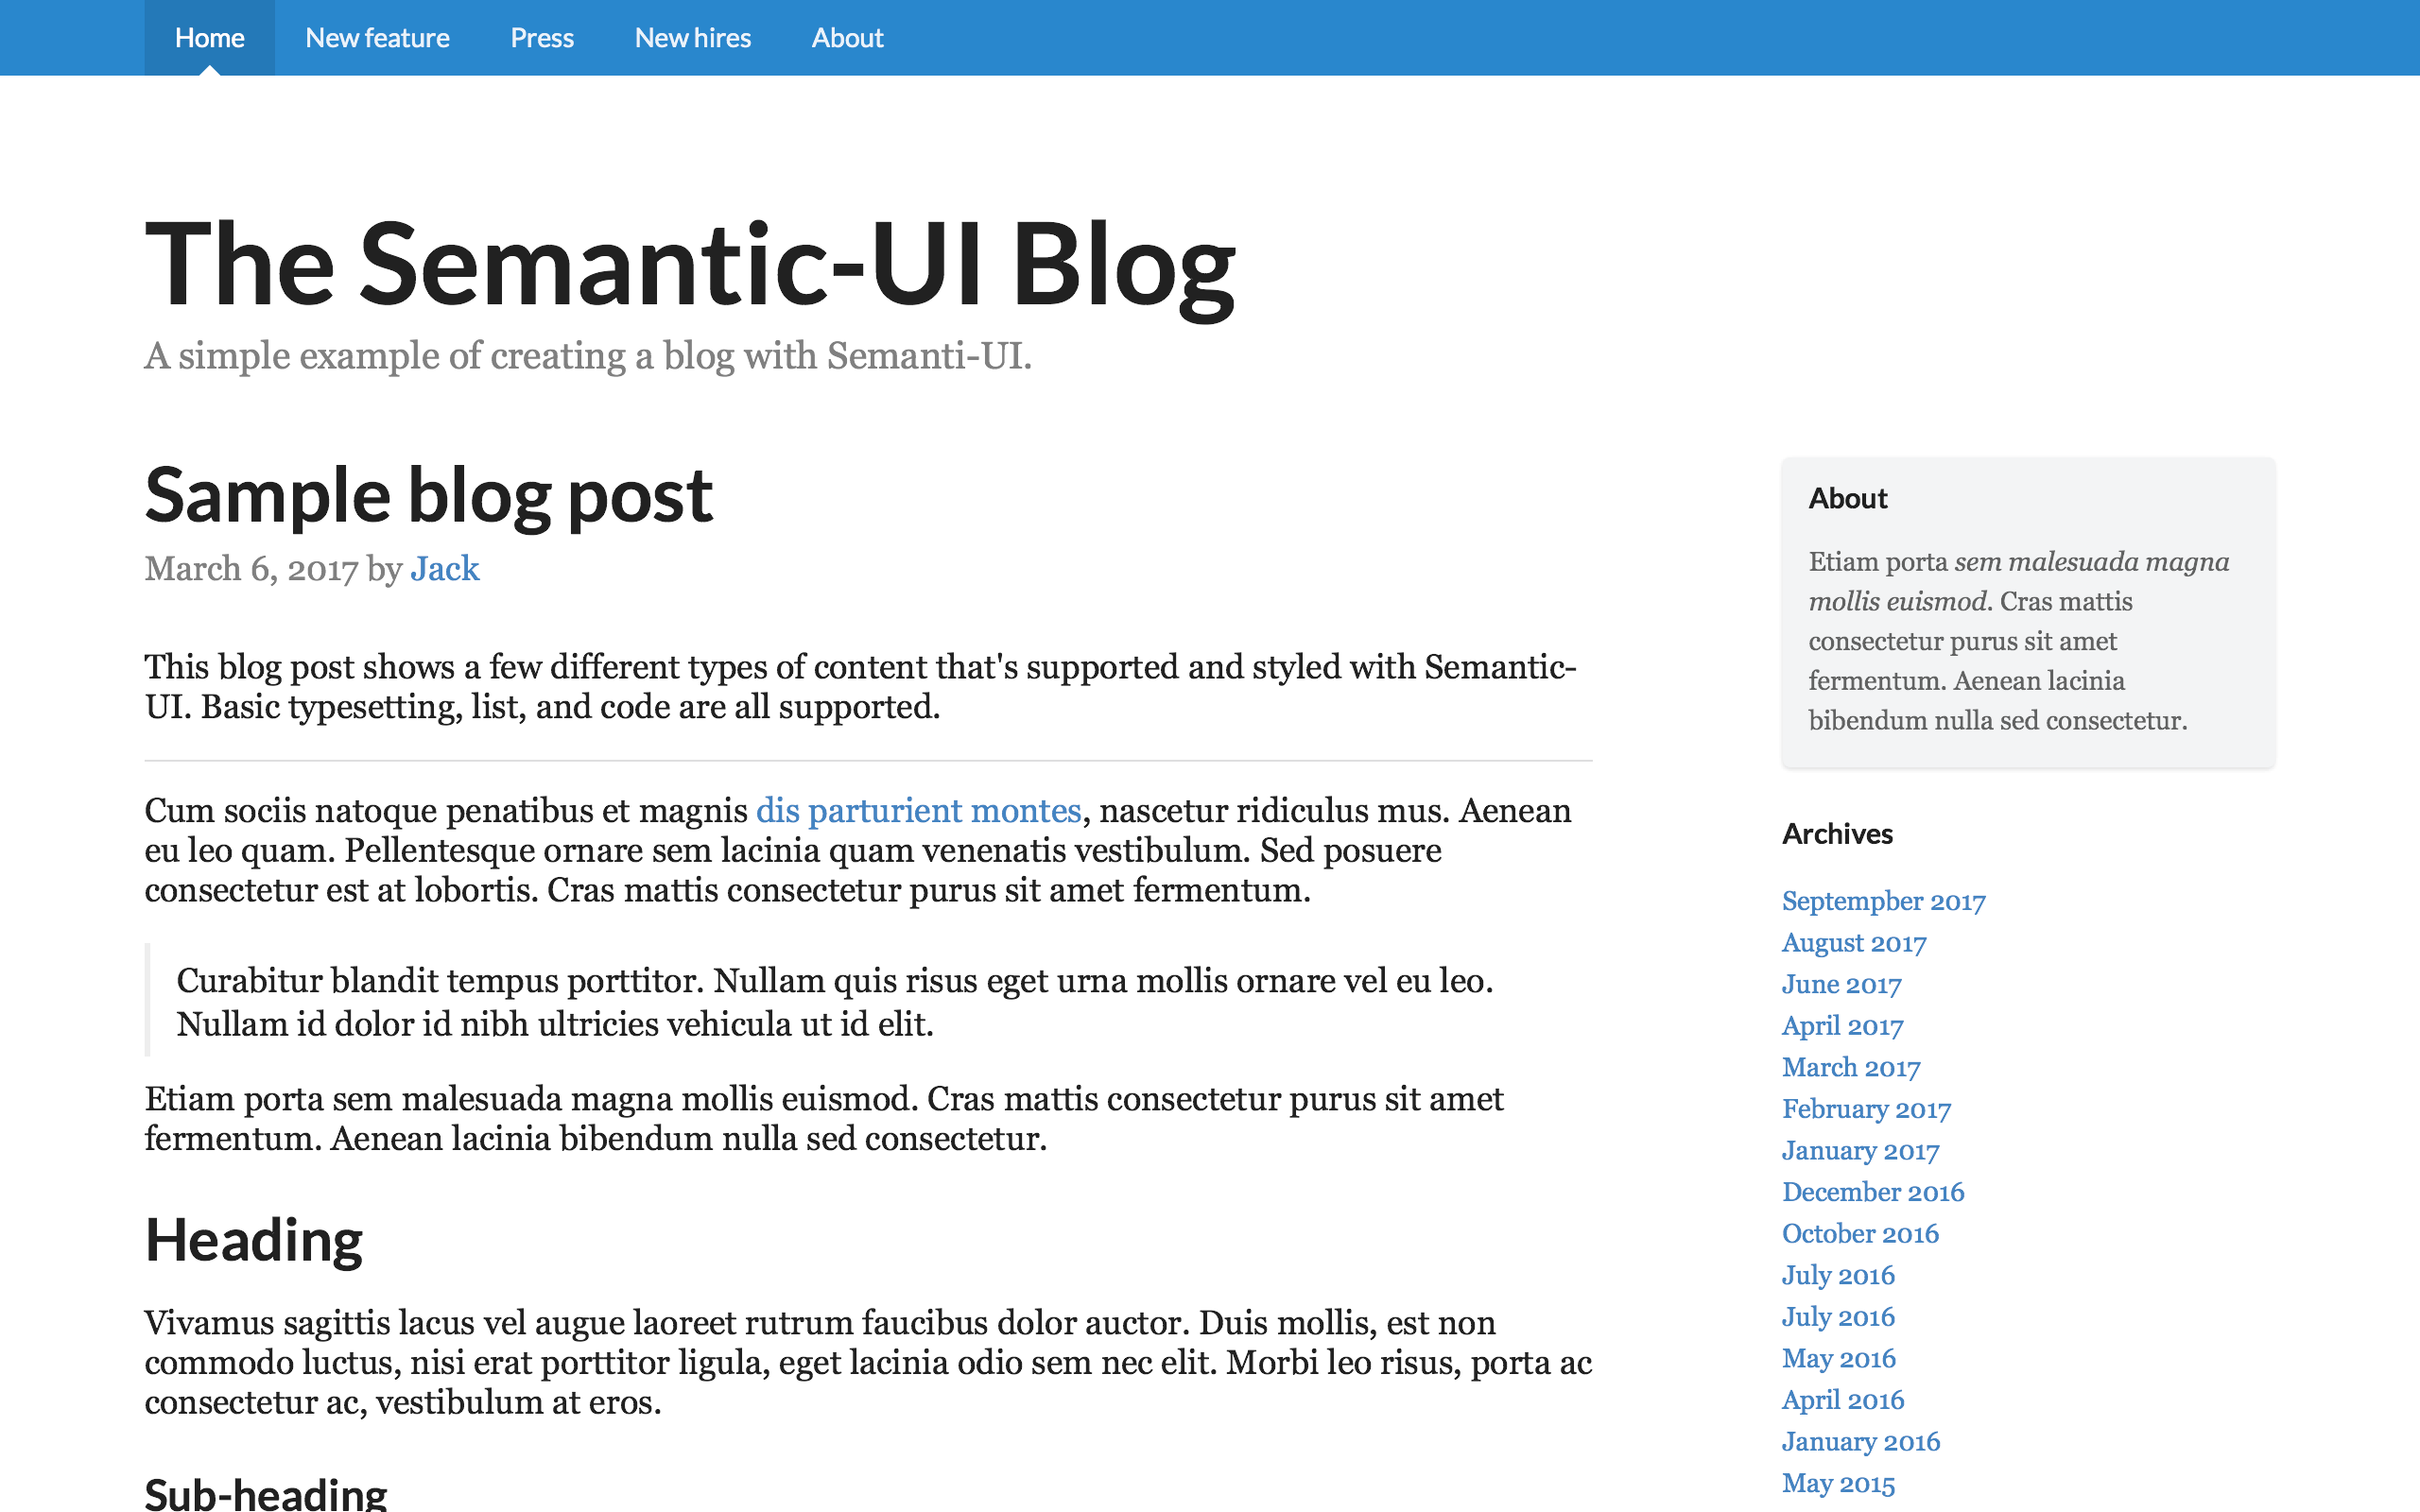 Home New feature Press New hires About
The Semantic-UI Blog
A simple example of creating a blog with Semanti-UI.
Sample blog post
March 6, 2017 by Jack
This blog post shows a few different types of content that's supported and styled with Semantic-
UI. Basic typesetting, list, and code are all supported.
Cum sociis natoque penatibus et magnis dis parturient montes, nascetur ridiculus mus. Aenean
eu leo quam. Pellentesque ornare sem lacinia quam venenatis vestibulum. Sed posuere
consectetur est at lobortis. Cras mattis consectetur purus sit amet fermentum.
Curabitur blandit tempus porttitor. Nullam quis risus eget urna mollis ornare vel eu leo.
Nullam id dolor id nibh ultricies vehicula ut id elit.
Etiam porta sem malesuada magna mollis euismod. Cras mattis consectetur purus sit amet
fermentum. Aenean lacinia bibendum nulla sed consectetur.
Heading
Vivamus sagittis lacus vel augue laoreet rutrum faucibus dolor auctor. Duis mollis, est non
commodo luctus, nisi erat porttitor ligula, eget lacinia odio sem nec elit. Morbi leo risus, porta ac
consectetur ac, vestibulum at eros.
Sub-heading
About
Etiam porta sem malesuada magna
mollis euismod. Cras mattis
consectetur purus sit amet
fermentum. Aenean lacinia
bibendum nulla sed consectetur.
Archives
Septempber 2017
August 2017
June 2017
April 2017
March 2017
February 2017
January 2017
December 2016
October 2016
July 2016
July 2016
May 2016
April 2016
January 2016
May 2015